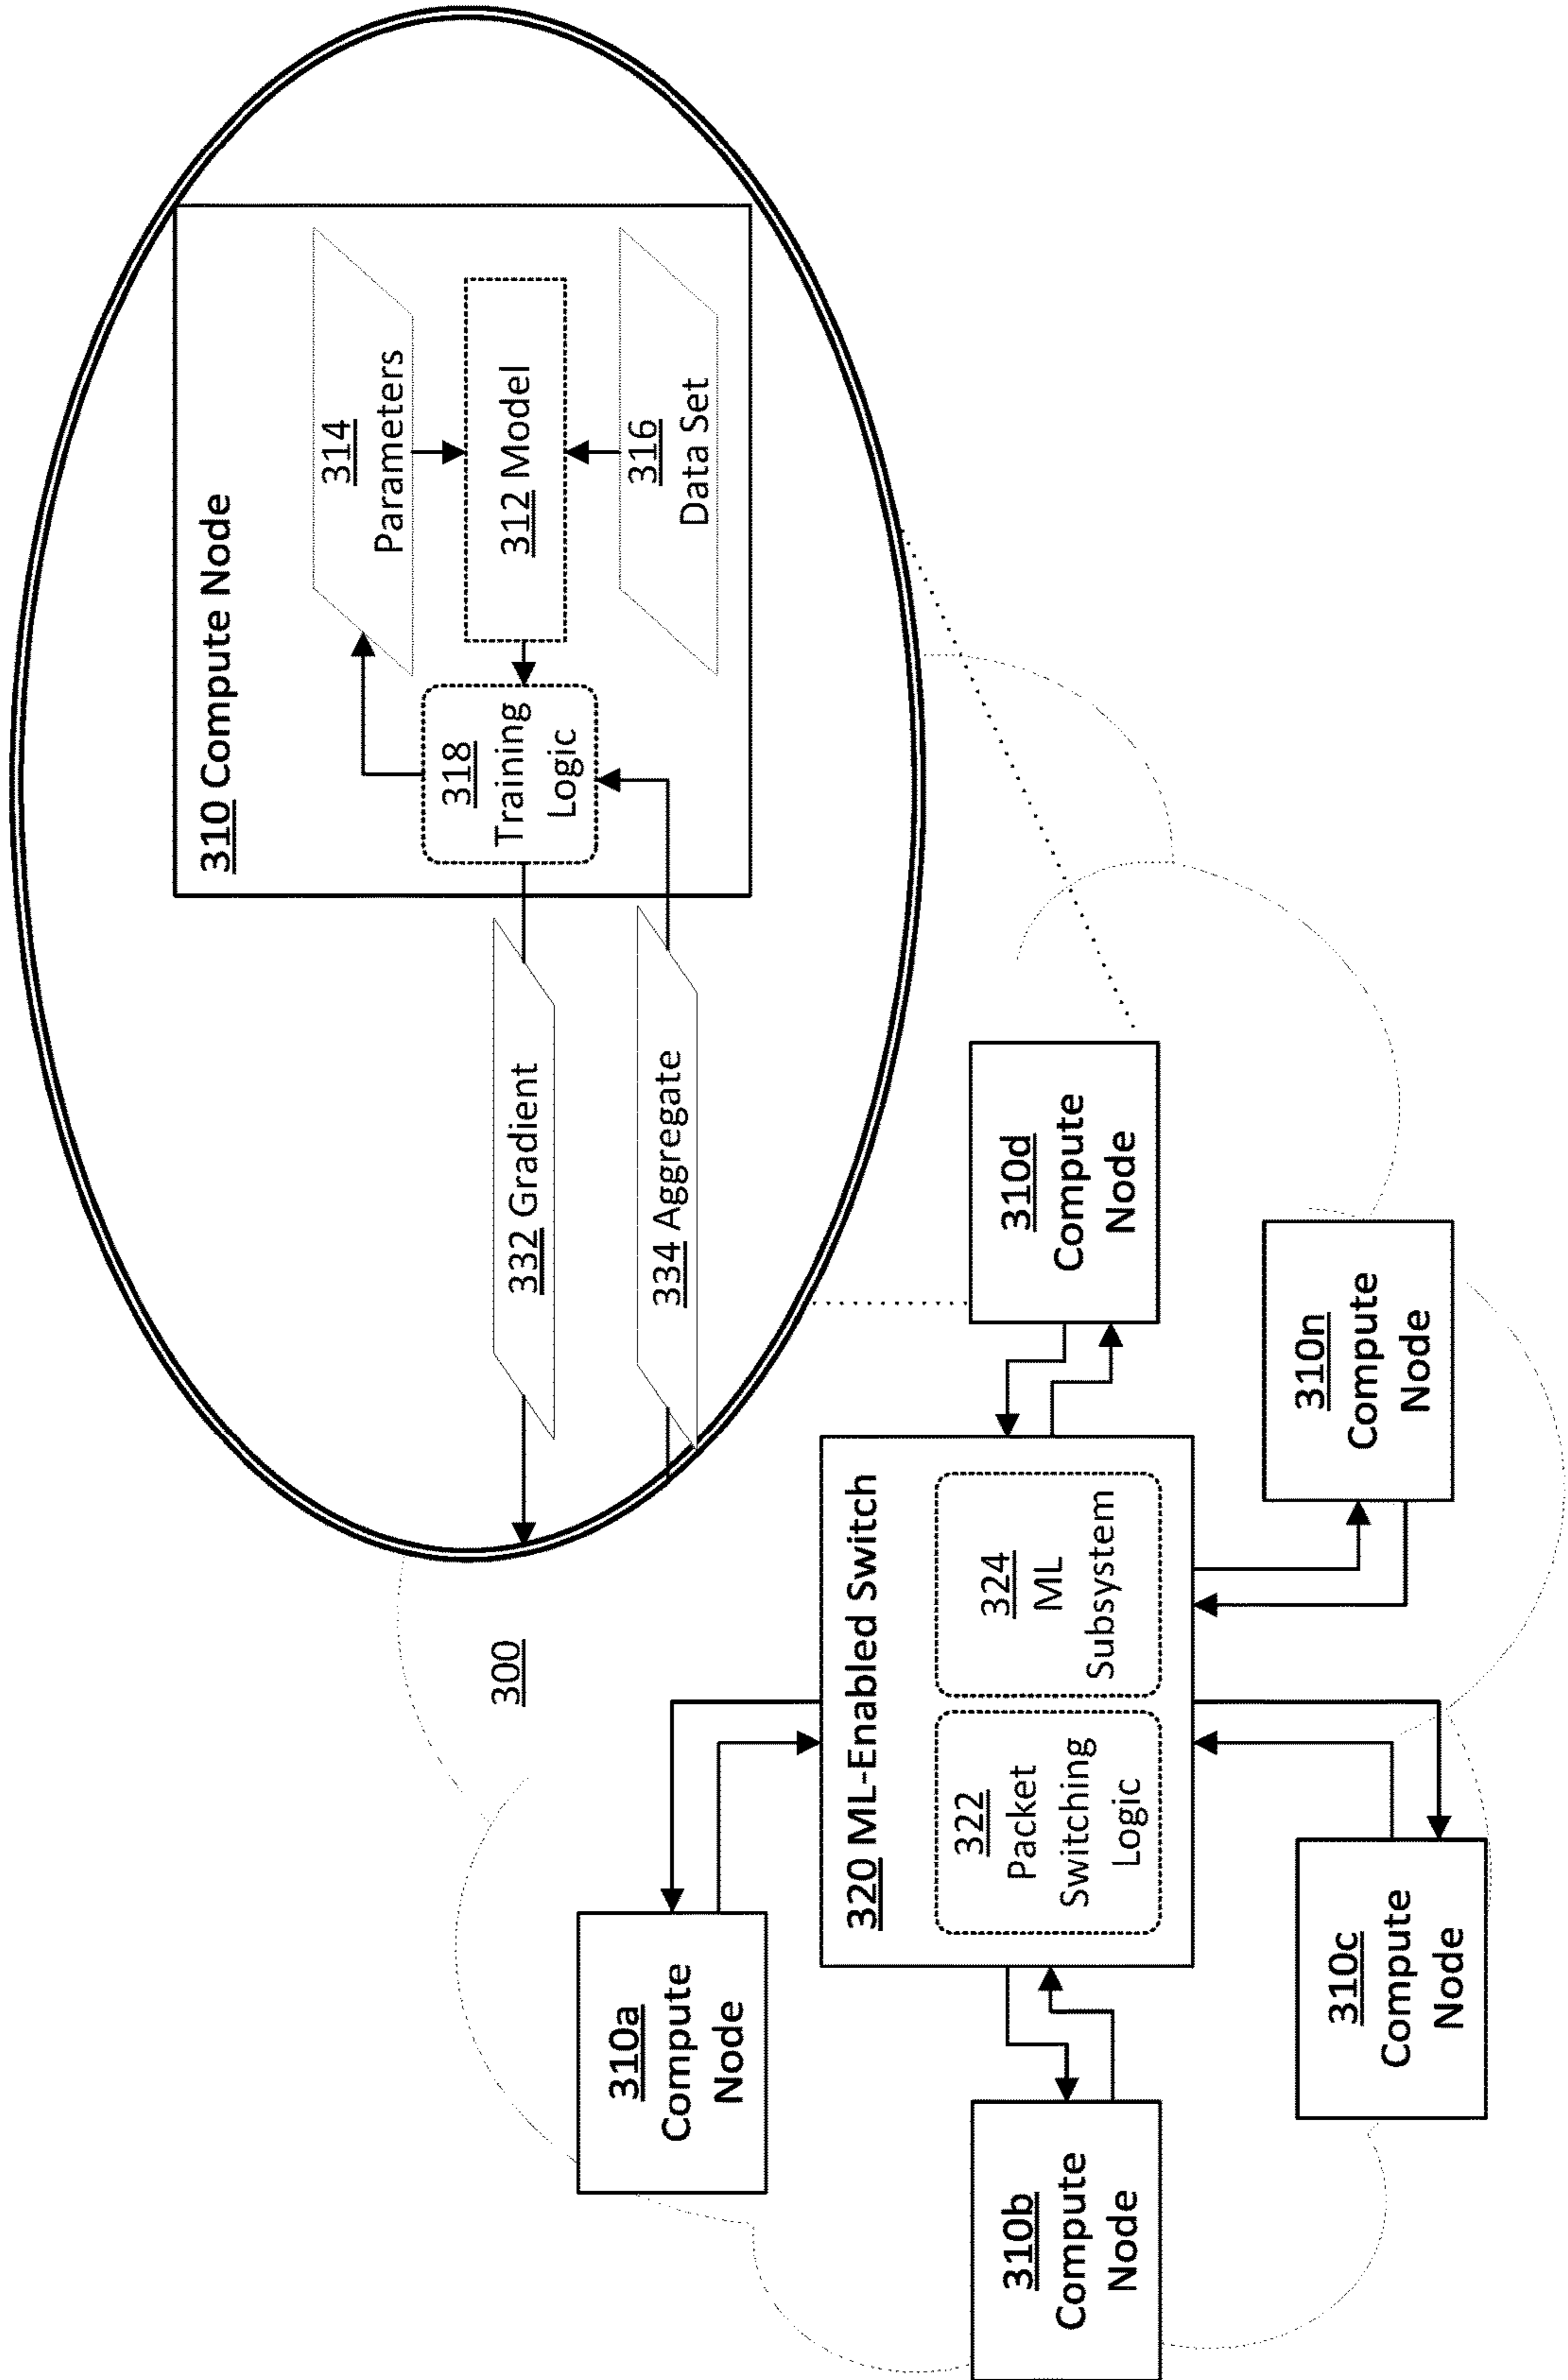 310 Compute Node
314
Parameters
318
Training
Logic
312 Model
316
Data Set
332 Gradient
334 Aggregate
300
310a
Compute
Node
320 ML-Enabled Switch
322
Packet
Switching
Logic
324
ML
Subsystem
310b
Compute
Node
310d
Compute
Node
310c
Compute
Node
310n
Compute
Node